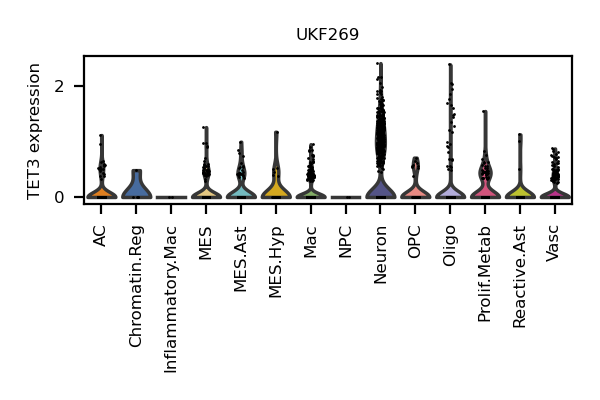 UKF269
TET3 expression
2
0
AC
Chromatin.Reg
Inflammatory.Mac
MES
MES.Ast
MES.Hyp
Mac
NPC
Neuron
OPC
Oligo
Prolif.Metab
Reactive.Ast
Vasc